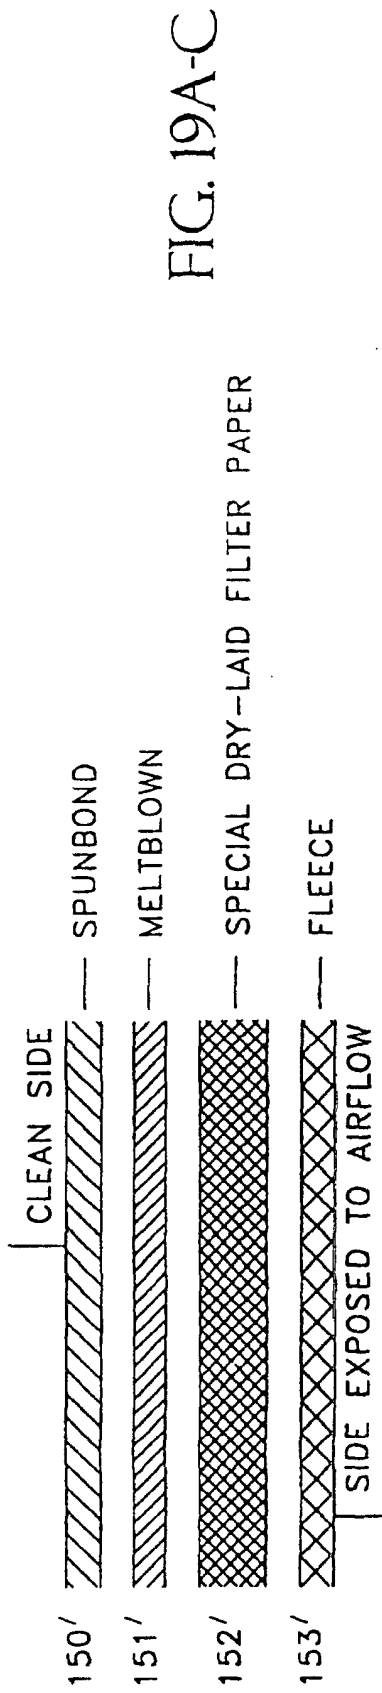 CLEAN SIDE
150′ SPUNBOND
151′ MELTBLOWN
152′ SPECIAL DRY-LAID FILTER PAPER
153′ FLEECE
SIDE EXPOSED TO AIRFLOW
FIG. 19A-C